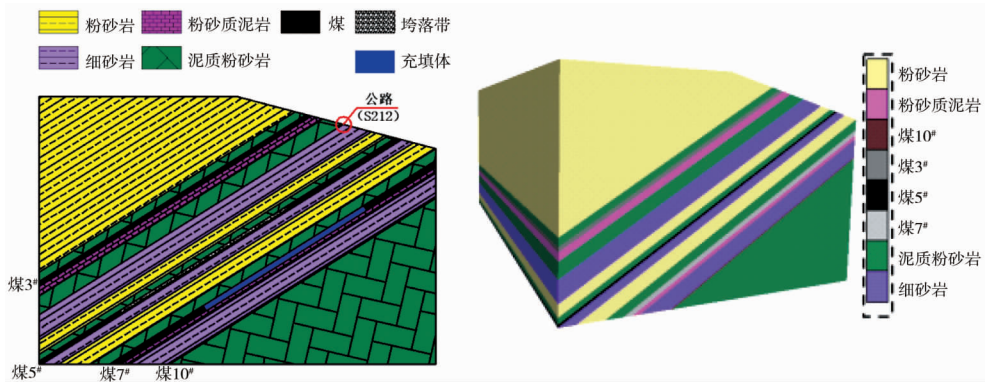 粉砂岩 粉砂质泥岩 煤 垮落带
细砂岩 泥质粉砂岩 充填体
公路
(S212)
煤3#
煤5# 煤7# 煤10#
粉砂岩
粉砂质泥岩
煤10#
煤3#
煤5#
煤7#
泥质粉砂岩
细砂岩